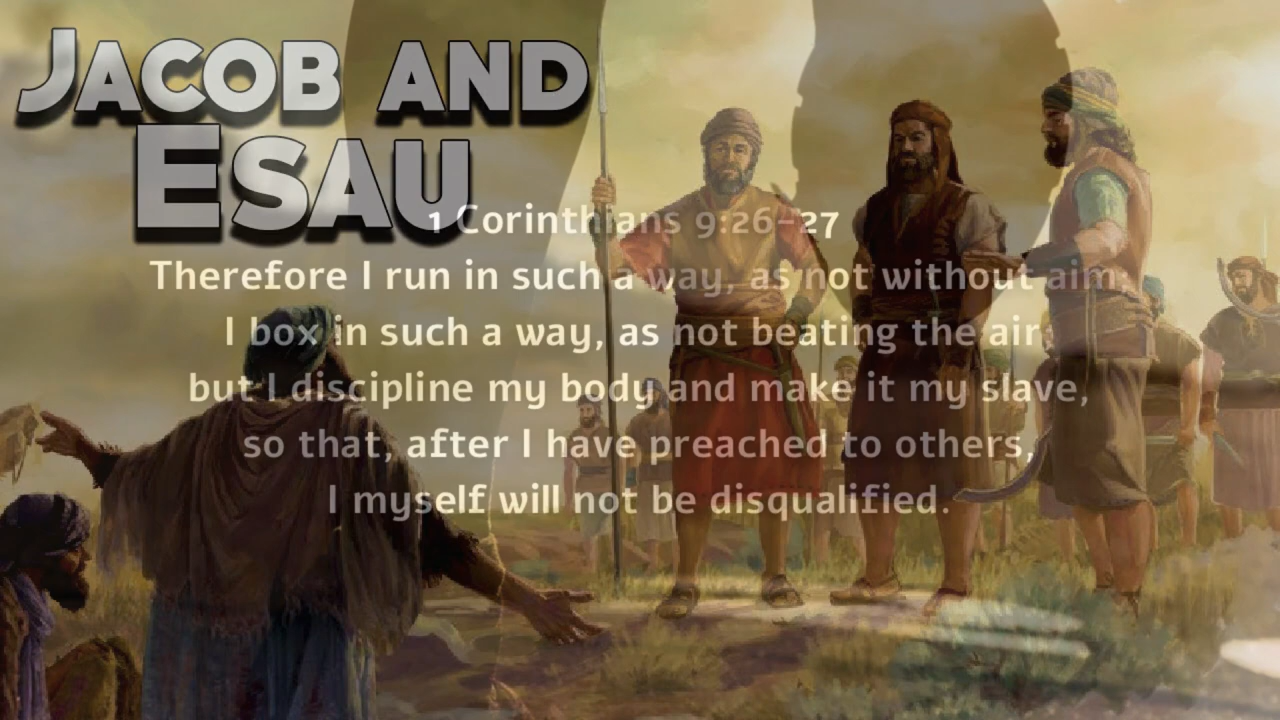 JACOB AND
ESAU
1 Corinthians 9:26-27
Therefore I run in such a way, as not without aim;
I box in such a way, as not beating the air;
but I discipline my body and make it my slave,
so that, after I have preached to others,
I myself will not be disqualified.